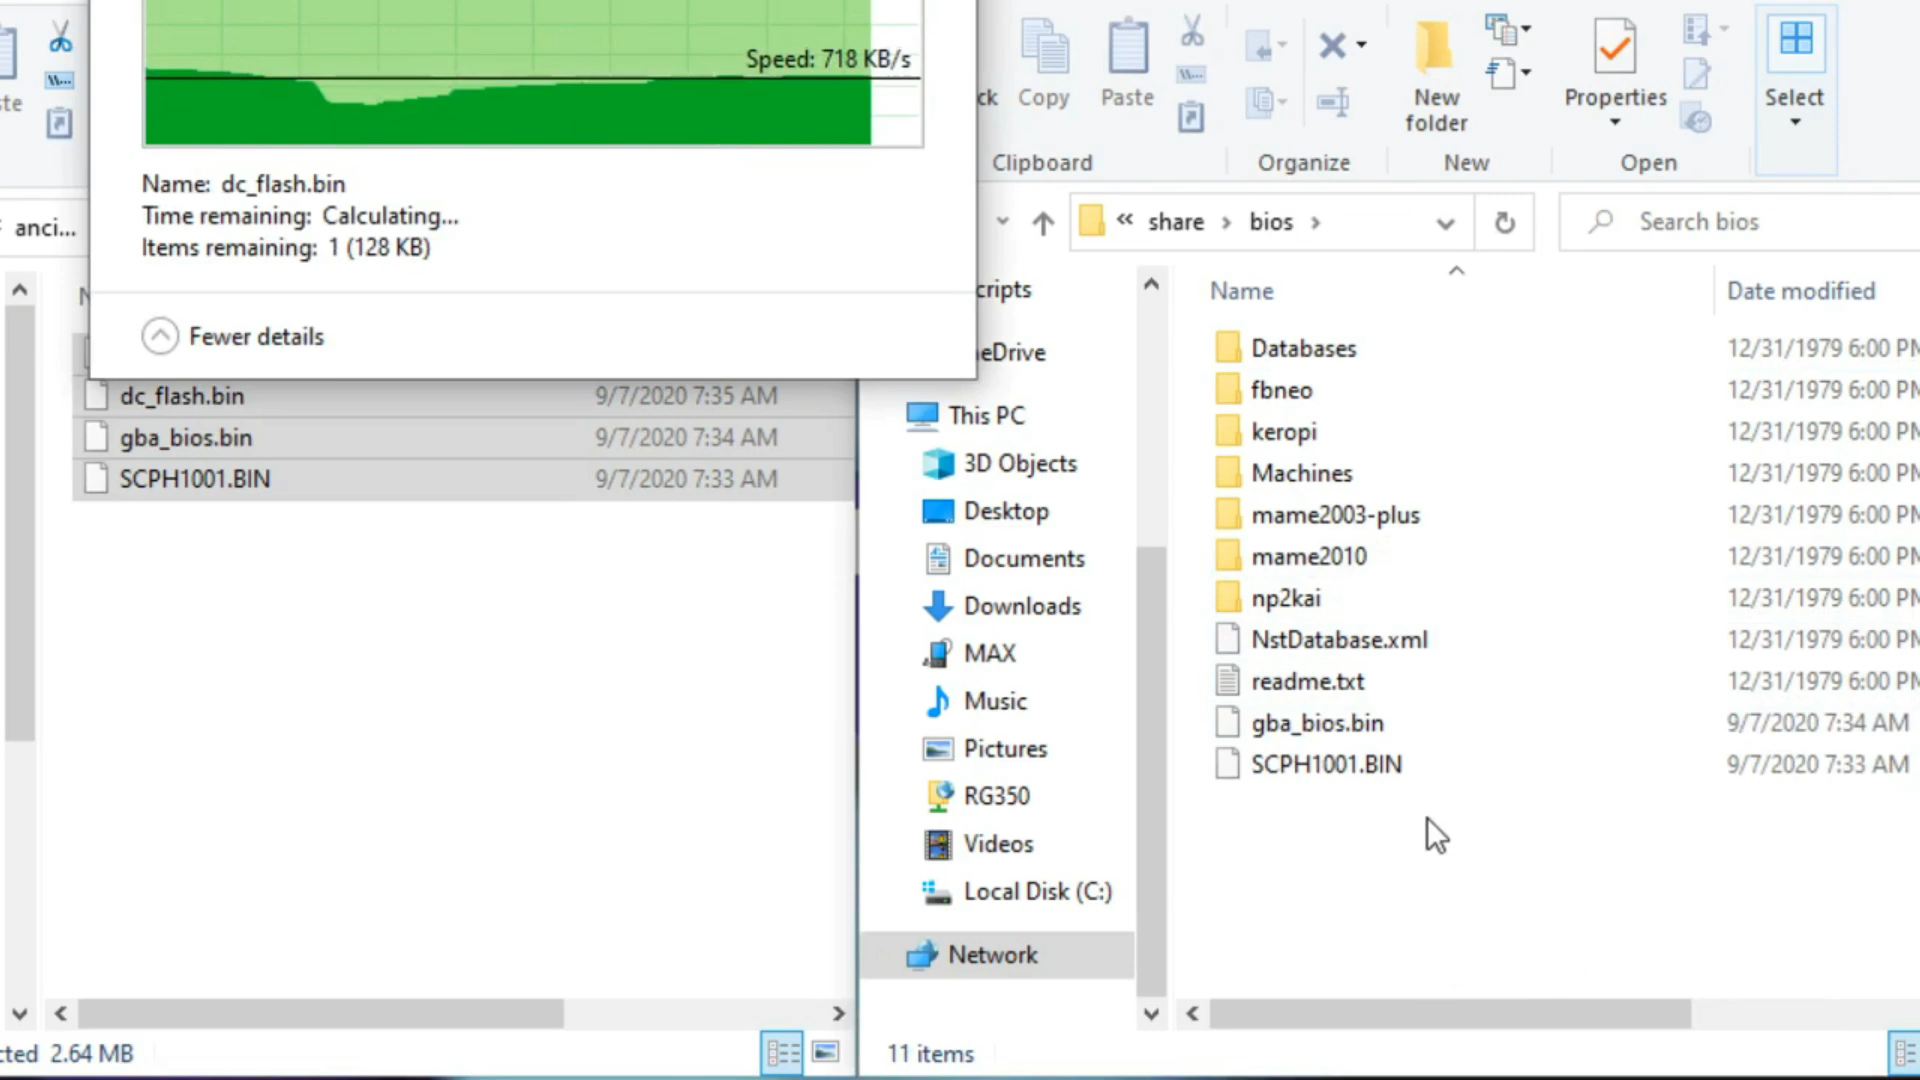 te
anci...
Speed: 718 KB/s
Name: dc_flash.bin
Time remaining: Calculating...
Items remaining: 1 (128 KB)
Fewer details
N
dc_flash.bin 9/7/2020 7:35 AM
gba_bios.bin 9/7/2020 7:34 AM
SCPH1001.BIN 9/7/2020 7:33 AM
cted 2.64 MB
ck Copy Paste
Clipboard
Organize
New folder
New
Properties
Open
Select
« share > bios >
Search bios
cripts
eDrive
This PC
3D Objects
Desktop
Documents
Downloads
MAX
Music
Pictures
RG350
Videos
Local Disk (C:)
Network
Name Date modified
Databases 12/31/1979 6:00 PM
fbneo 12/31/1979 6:00 PM
keropi 12/31/1979 6:00 PM
Machines 12/31/1979 6:00 PM
mame2003-plus 12/31/1979 6:00 PM
mame2010 12/31/1979 6:00 PM
np2kai 12/31/1979 6:00 PM
NstDatabase.xml 12/31/1979 6:00 PM
readme.txt 12/31/1979 6:00 PM
gba_bios.bin 9/7/2020 7:34 AM
SCPH1001.BIN 9/7/2020 7:33 AM
11 items